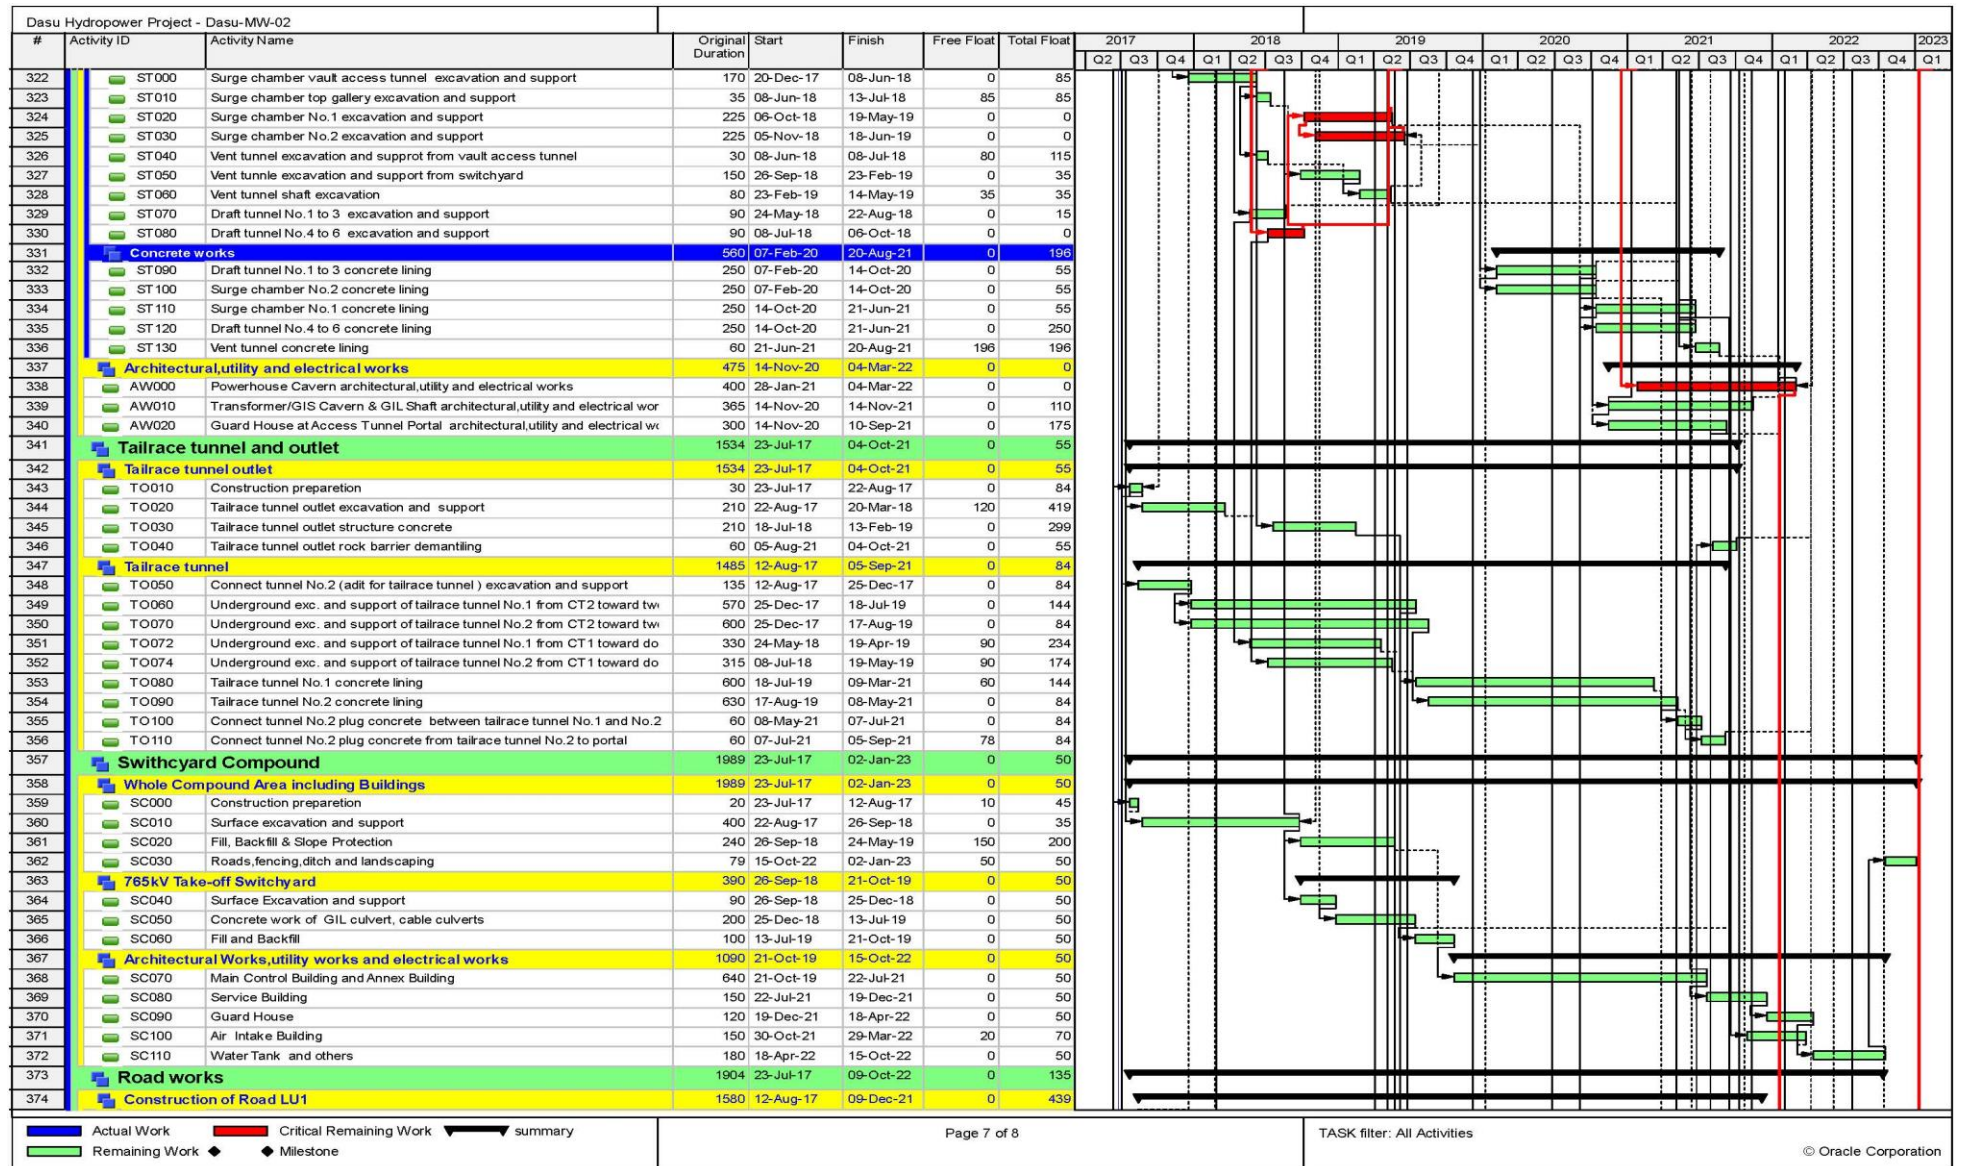 Dasu Hydropower Project - Dasu-MW-02
# Activity ID Activity Name Original Duration Start Finish Free Float Total Float 2017 2018 2019 2020 2021 2022 2023
Q2 Q3 Q4 Q1 Q2 Q3 Q4 Q1 Q2 Q3 Q4 Q1 Q2 Q3 Q4 Q1 Q2 Q3 Q4 Q1 Q2 Q3 Q4 Q1
322 ST000 Surge chamber vault access tunnel excavation and support 170 20-Dec-17 08-Jun-18 0 85
323 ST010 Surge chamber top gallery excavation and support 35 08-Jun-18 13-Jul-18 85 85
324 ST020 Surge chamber No.1 excavation and support 225 06-Oct-18 19-May-19 0 0
325 ST030 Surge chamber No.2 excavation and support 225 05-Nov-18 18-Jun-19 0 0
326 ST040 Vent tunnel excavation and supprot from vault access tunnel 30 08-Jun-18 08-Jul-18 80 115
327 ST050 Vent tunnle excavation and support from switchyard 150 26-Sep-18 23-Feb-19 0 35
328 ST060 Vent tunnel shaft excavation 80 23-Feb-19 14-May-19 35 35
329 ST070 Draft tunnel No.1 to 3 excavation and support 90 24-May-18 22-Aug-18 0 15
330 ST080 Draft tunnel No.4 to 6 excavation and support 90 08-Jul-18 06-Oct-18 0 0
331 Concrete works 560 07-Feb-20 20-Aug-21 0 196
332 ST090 Draft tunnel No.1 to 3 concrete lining 250 07-Feb-20 14-Oct-20 0 55
333 ST100 Surge chamber No.2 concrete lining 250 07-Feb-20 14-Oct-20 0 55
334 ST110 Surge chamber No.1 concrete lining 250 14-Oct-20 21-Jun-21 0 55
335 ST120 Draft tunnel No.4 to 6 concrete lining 250 14-Oct-20 21-Jun-21 0 250
336 ST130 Vent tunnel concrete lining 60 21-Jun-21 20-Aug-21 196 196
337 Architectural,utility and electrical works 475 14-Nov-20 04-Mar-22 0 0
338 AW000 Powerhouse Cavern architectural,utility and electrical works 400 28-Jan-21 04-Mar-22 0 0
339 AW010 Transformer/GIS Cavern & GIL Shaft architectural,utility and electrical wor 365 14-Nov-20 14-Nov-21 0 110
340 AW020 Guard House at Access Tunnel Portal architectural,utility and electrical wo 300 14-Nov-20 10-Sep-21 0 175
341 Tailrace tunnel and outlet 1534 23-Jul-17 04-Oct-21 0 55
342 Tailrace tunnel outlet 1534 23-Jul-17 04-Oct-21 0 55
343 TO010 Construction preparetion 30 23-Jul-17 22-Aug-17 0 84
344 TO020 Tailrace tunnel outlet excavation and support 210 22-Aug-17 20-Mar-18 120 419
345 TO030 Tailrace tunnel outlet structure concrete 210 18-Jul-18 13-Feb-19 0 299
346 TO040 Tailrace tunnel outlet rock barrier demantiling 60 05-Aug-21 04-Oct-21 0 55
347 Tailrace tunnel 1485 12-Aug-17 05-Sep-21 0 84
348 TO050 Connect tunnel No.2 (adit for tailrace tunnel ) excavation and support 135 12-Aug-17 25-Dec-17 0 84
349 TO060 Underground exc. and support of tailrace tunnel No.1 from CT2 toward two 570 25-Dec-17 18-Jul-19 0 144
350 TO070 Underground exc. and support of tailrace tunnel No.2 from CT2 toward two 600 25-Dec-17 17-Aug-19 0 84
351 TO072 Underground exc. and support of tailrace tunnel No.1 from CT1 toward do 330 24-May-18 19-Apr-19 90 234
352 TO074 Underground exc. and support of tailrace tunnel No.2 from CT1 toward do 315 08-Jul-18 19-May-19 90 174
353 TO080 Tailrace tunnel No.1 concrete lining 600 18-Jul-19 09-Mar-21 60 144
354 TO090 Tailrace tunnel No.2 concrete lining 630 17-Aug-19 08-May-21 0 84
355 TO100 Connect tunnel No.2 plug concrete between tailrace tunnel No.1 and No.2 60 08-May-21 07-Jul-21 0 84
356 TO110 Connect tunnel No.2 plug concrete from tailrace tunnel No.2 to portal 60 07-Jul-21 05-Sep-21 78 84
357 Swithcyard Compound 1989 23-Jul-17 02-Jan-23 0 50
358 Whole Compound Area including Buildings 1989 23-Jul-17 02-Jan-23 0 50
359 SC000 Construction preparetion 20 23-Jul-17 12-Aug-17 10 45
360 SC010 Surface excavation and support 400 22-Aug-17 26-Sep-18 0 35
361 SC020 Fill, Backfill & Slope Protection 240 26-Sep-18 24-May-19 150 200
362 SC030 Roads,fencing,ditch and landscaping 79 15-Oct-22 02-Jan-23 50 50
363 765kV Take-off Switchyard 390 26-Sep-18 21-Oct-19 0 50
364 SC040 Surface Excavation and support 90 26-Sep-18 25-Dec-18 0 50
365 SC050 Concrete work of GIL culvert, cable culverts 200 25-Dec-18 13-Jul-19 0 50
366 SC060 Fill and Backfill 100 13-Jul-19 21-Oct-19 0 50
367 Architectural Works,utility works and electrical works 1090 21-Oct-19 15-Oct-22 0 50
368 SC070 Main Control Building and Annex Building 640 21-Oct-19 22-Jul-21 0 50
369 SC080 Service Building 150 22-Jul-21 19-Dec-21 0 50
370 SC090 Guard House 120 19-Dec-21 18-Apr-22 0 50
371 SC100 Air Intake Building 150 30-Oct-21 29-Mar-22 20 70
372 SC110 Water Tank and others 180 18-Apr-22 15-Oct-22 0 50
373 Road works 1904 23-Jul-17 09-Oct-22 0 135
374 Construction of Road LU1 1580 12-Aug-17 09-Dec-21 0 439
Actual Work Critical Remaining Work summary
Remaining Work Milestone
Page 7 of 8
TASK filter: All Activities
© Oracle Corporation